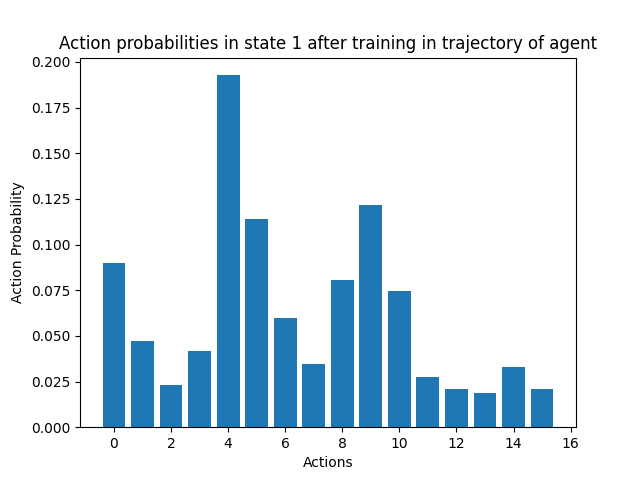 Action probabilities in state 1 after training in trajectory of agent
0.200
0.175
0.150
0.125
0.100
0.075
0.050
0.025
0.000
Action Probability
0 2 4 6 8 10 12 14 16
Actions